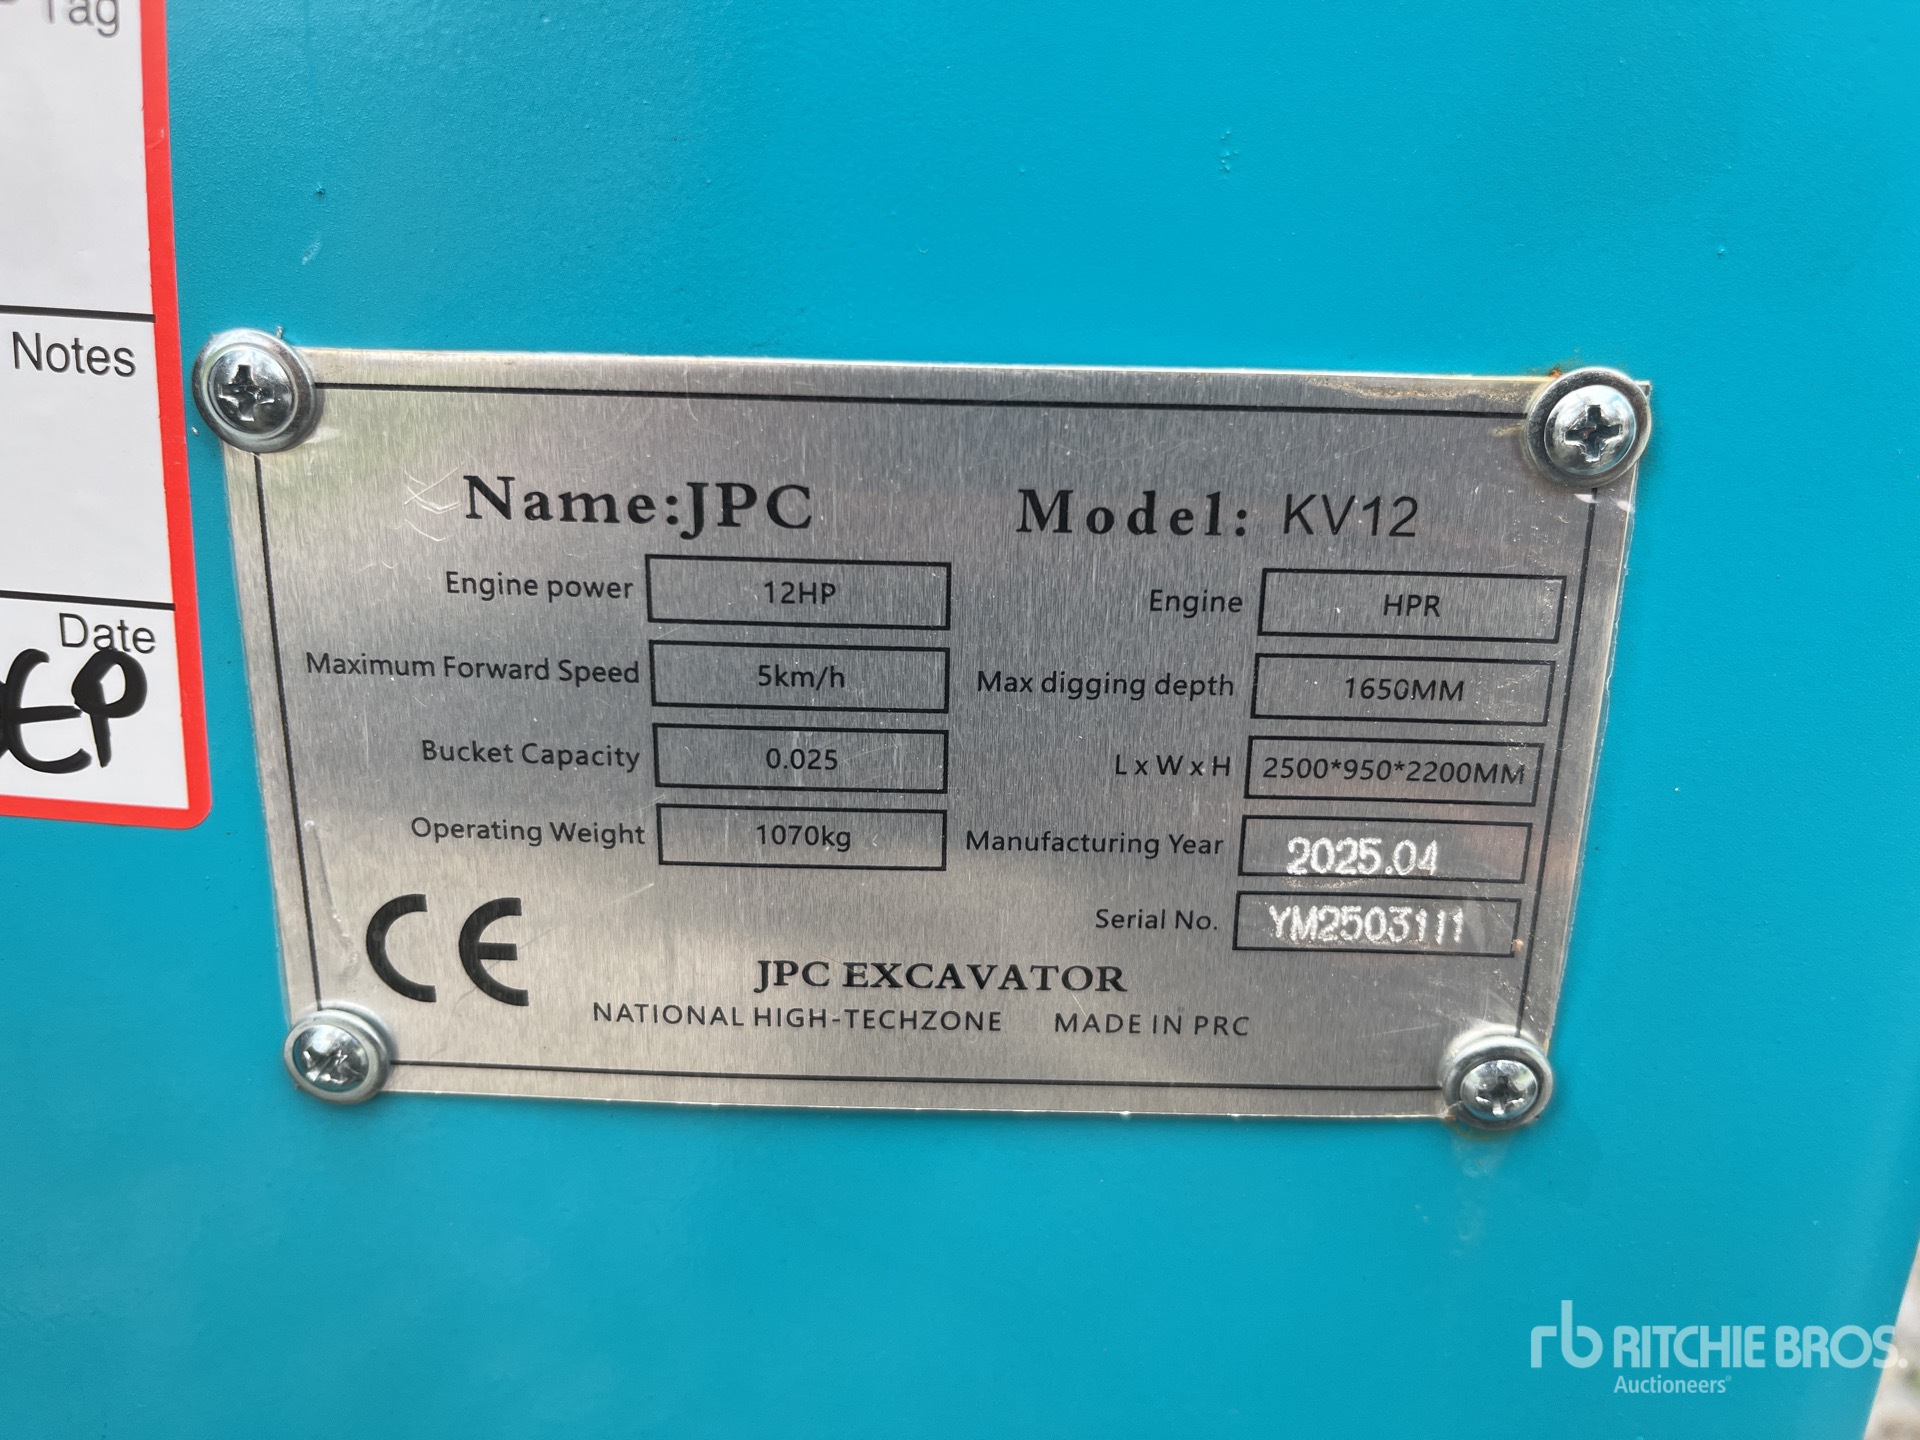 Tag
Notes
Date
Name:JPC Model: KV12
Engine power 12HP Engine HPR
Maximum Forward Speed 5km/h Max digging depth 1650MM
Bucket Capacity 0.025 L x W x H 2500*950*2200MM
Operating Weight 1070kg Manufacturing Year 2025.04
Serial No. YM2503111
CE
JPC EXCAVATOR
NATIONAL HIGH-TECHZONE MADE IN PRC
rb RITCHIE BROS.
Auctioneers